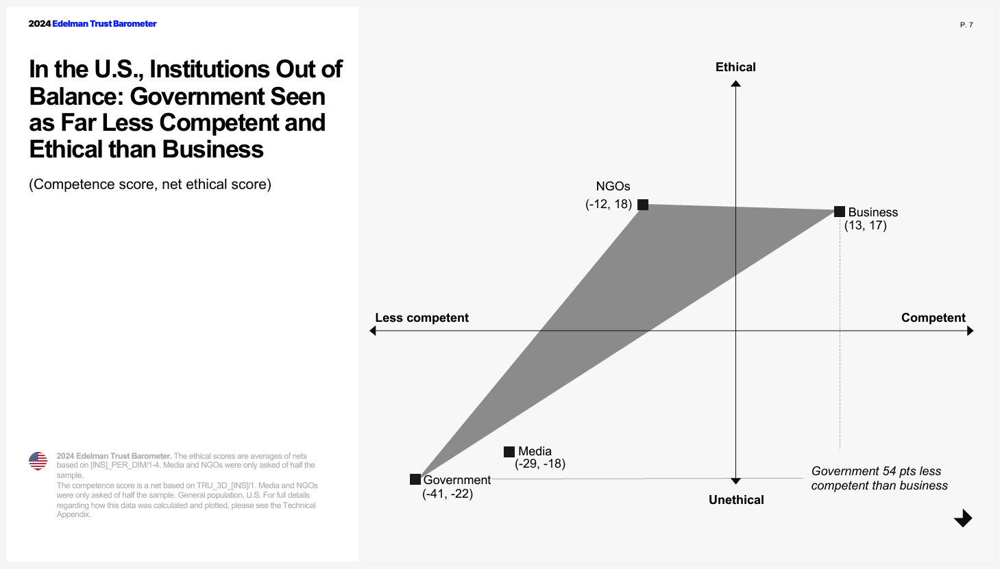 2024 Edelman Trust Barometer
P. 7
In the U.S., Institutions Out of
Balance: Government Seen
as Far Less Competent and
Ethical than Business
(Competence score, net ethical score)
Ethical
NGOs
(-12, 18)
Business
(13, 17)
Less competent
Competent
Media
(-29, -18)
Government
(-41, -22)
Government 54 pts less
competent than business
Unethical
2024 Edelman Trust Barometer. The ethical scores are averages of nets
based on [INS]_PER_DIM/1-4. Media and NGOs were only asked of half the
sample.
The competence score is a net based on TRU_3D_[INS]/1. Media and NGOs
were only asked of half the sample. General population, U.S. For full details
regarding how this data was calculated and plotted, please see the Technical
Appendix.